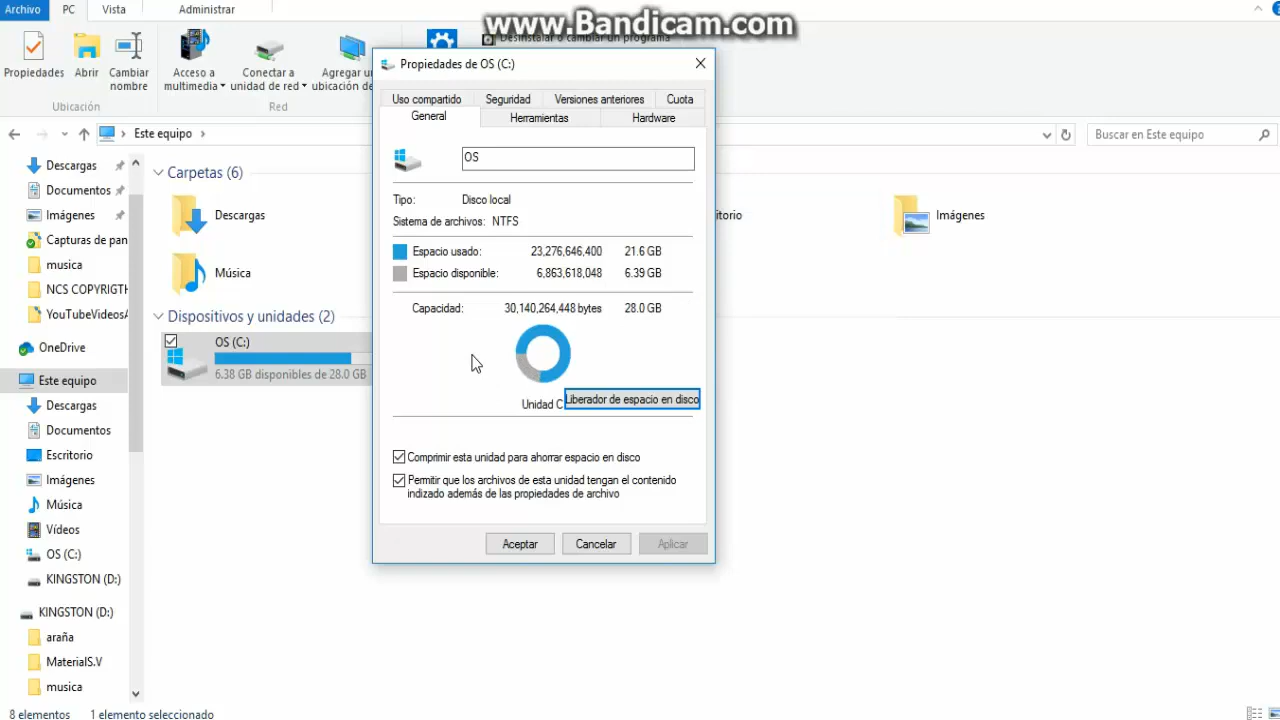 Archivo PC Vista Administrar
www.Bandicam.com
Desinstalar o cambiar un programa
Propiedades Abrir Cambiar nombre
Acceso a multimedia Conectar a unidad de red Agregar u
ubicación de
Ubicación Red
Este equipo
Buscar en Este equipo
Descargas
Documentos
Imágenes
Capturas de pan
musica
NCS COPYRIGTH
YouTubeVideosA
OneDrive
Este equipo
Descargas
Documentos
Escritorio
Imágenes
Música
Vídeos
OS (C:)
KINGSTON (D:)
KINGSTON (D:)
araña
MaterialS.V
musica
8 elementos 1 elemento seleccionado
Carpetas (6)
Descargas
itorio
Imágenes
Música
Dispositivos y unidades (2)
OS (C:)
6.38 GB disponibles de 28.0 GB
Propiedades de OS (C:)
Uso compartido Seguridad Versiones anteriores Cuota
General Herramientas Hardware
OS
Tipo: Disco local
Sistema de archivos: NTFS
Espacio usado: 23,276,646,400 21.6 GB
Espacio disponible: 6,863,618,048 6.39 GB
Capacidad: 30,140,264,448 bytes 28.0 GB
Unidad C
Liberador de espacio en disco
Comprimir esta unidad para ahorrar espacio en disco
Permitir que los archivos de esta unidad tengan el contenido
indizado además de las propiedades de archivo
Aceptar Cancelar Aplicar